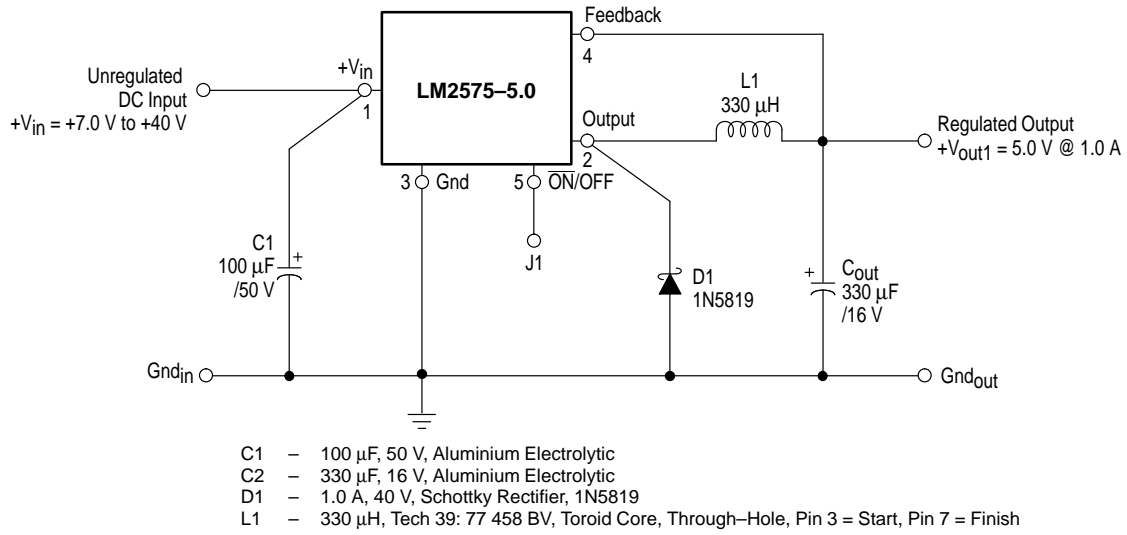 Feedback
4
Unregulated
DC Input
+Vin = +7.0 V to +40 V
+Vin
1
LM2575–5.0
L1
330 µH
Output
2
Regulated Output
+Vout1 = 5.0 V @ 1.0 A
3 Gnd
5 ON/OFF
J1
C1
100 µF
/50 V
+
D1
1N5819
+
Cout
330 µF
/16 V
Gndin
Gndout
C1 – 100 µF, 50 V, Aluminium Electrolytic
C2 – 330 µF, 16 V, Aluminium Electrolytic
D1 – 1.0 A, 40 V, Schottky Rectifier, 1N5819
L1 – 330 µH, Tech 39: 77 458 BV, Toroid Core, Through–Hole, Pin 3 = Start, Pin 7 = Finish